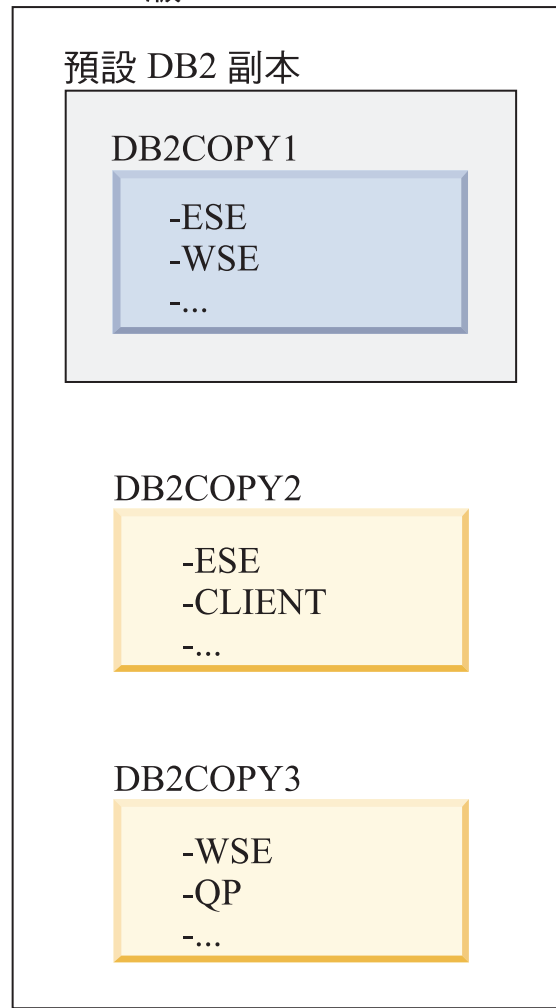 預設 DB2 副本
DB2COPY1
-ESE
-WSE
-...
DB2COPY2
-ESE
-CLIENT
-...
DB2COPY3
-WSE
-QP
-...